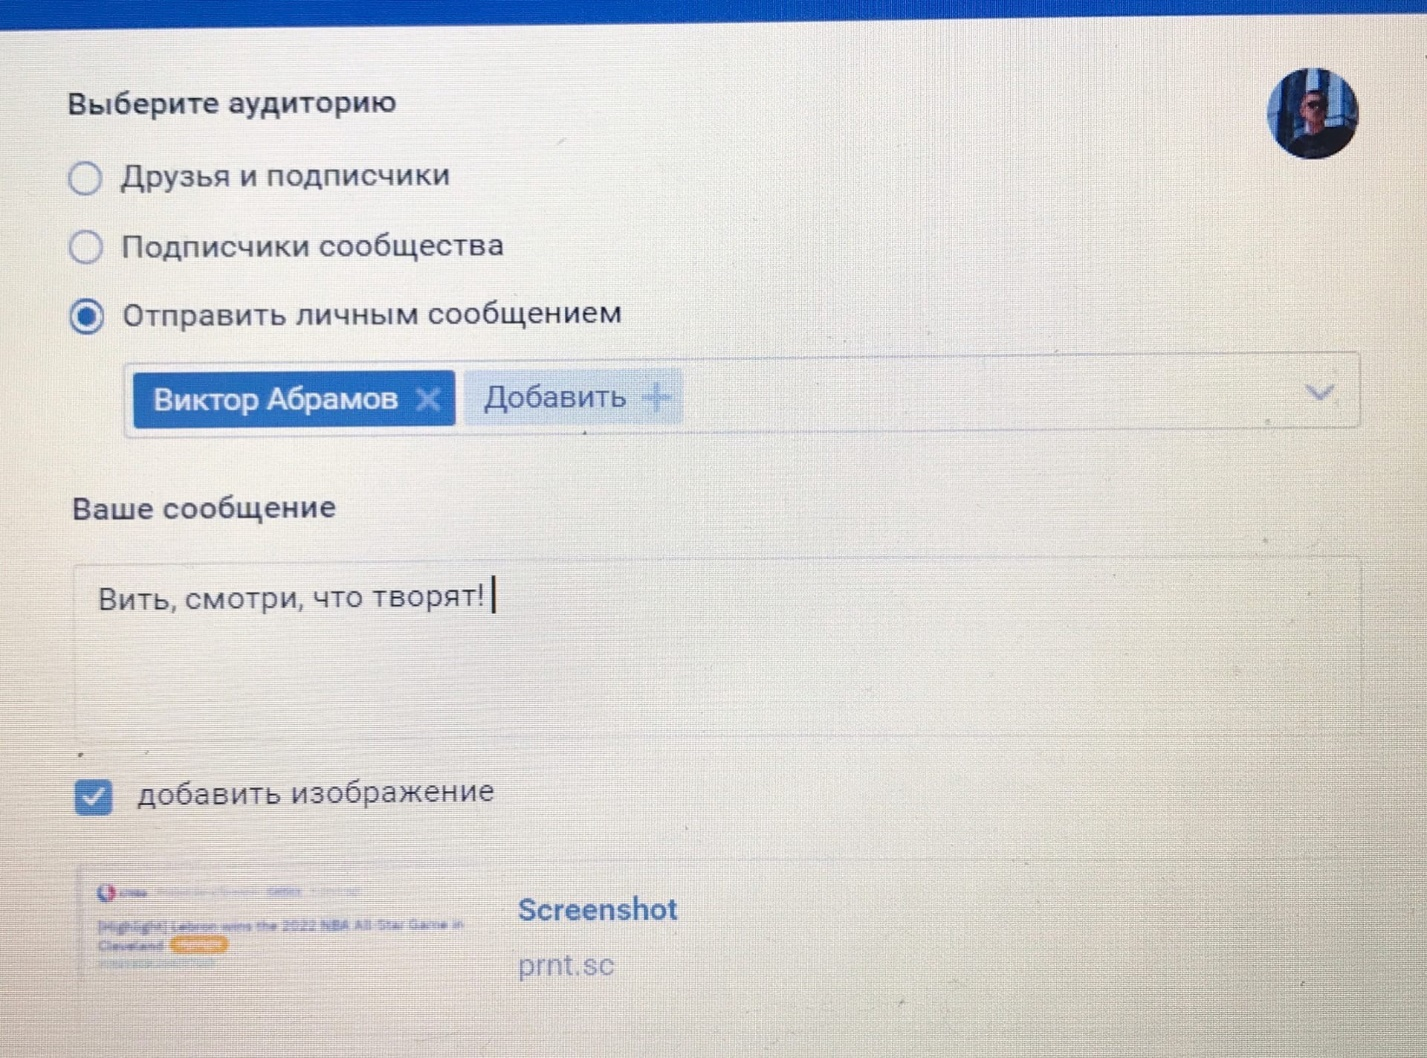 Выберите аудиторию
Друзья и подписчики
Подписчики сообщества
Отправить личным сообщением
Виктор Абрамов Добавить
Ваше сообщение
Вить, смотри, что творят!
добавить изображение
[Highlight] Lebron wins the 2022 NBA All-Star Game in
Cleveland
Screenshot
prnt.sc